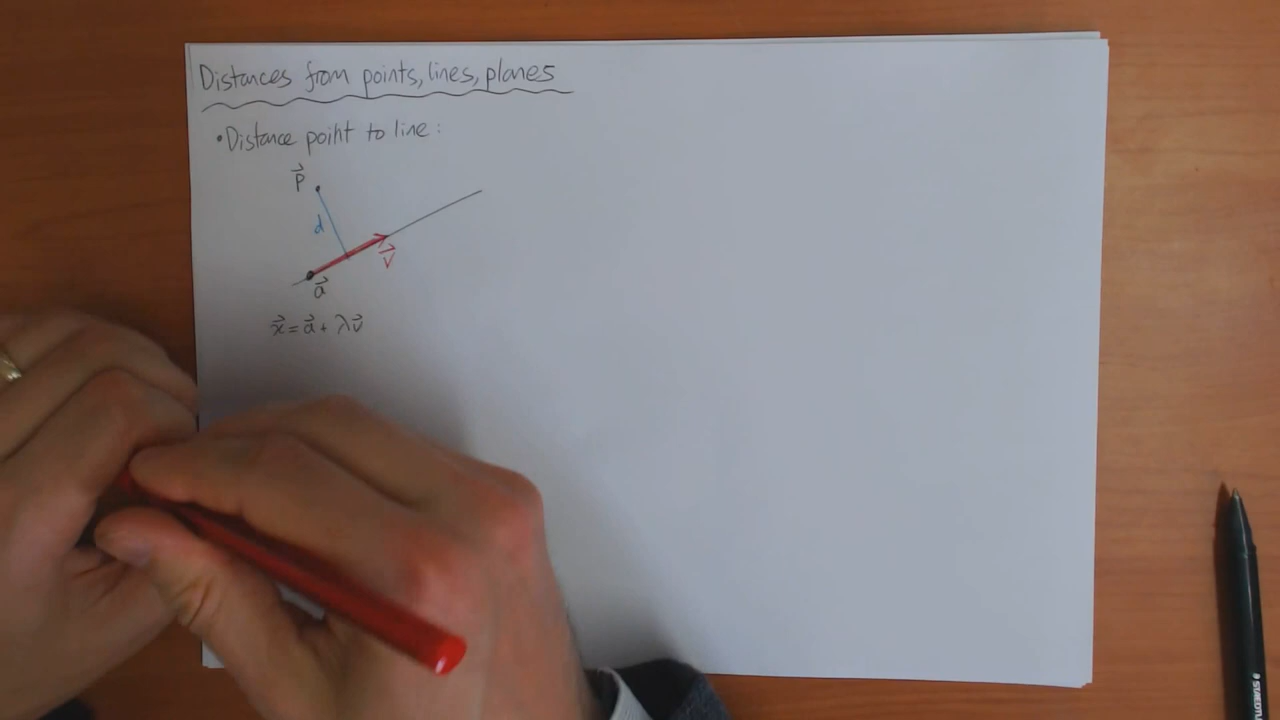 Distances from points, lines, planes
•Distance point to line:
p⃗
d
v⃗
a⃗
x⃗ = a⃗ + λv⃗